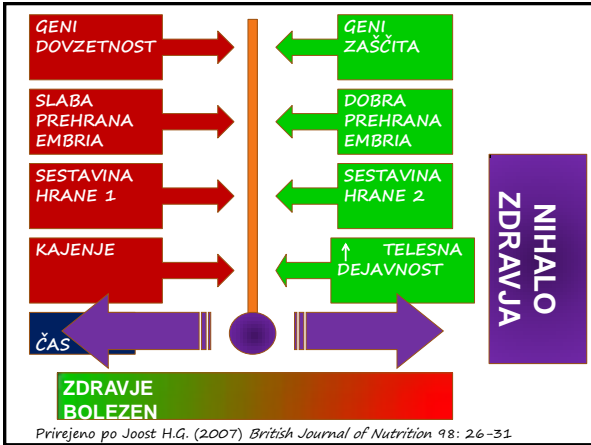 GENI
DOVZETNOST
GENI
ZAŠČITA
SLABA
PREHRANA
EMBRIA
DOBRA
PREHRANA
EMBRIA
SESTAVINA
HRANE 1
SESTAVINA
HRANE 2
KAJENJE
↑ TELESNA
DEJAVNOST
NIHALO
ZDRAVJA
ČAS
ZDRAVJE
BOLEZEN
Prirejeno po Joost H.G. (2007) British Journal of Nutrition 98: 26-31